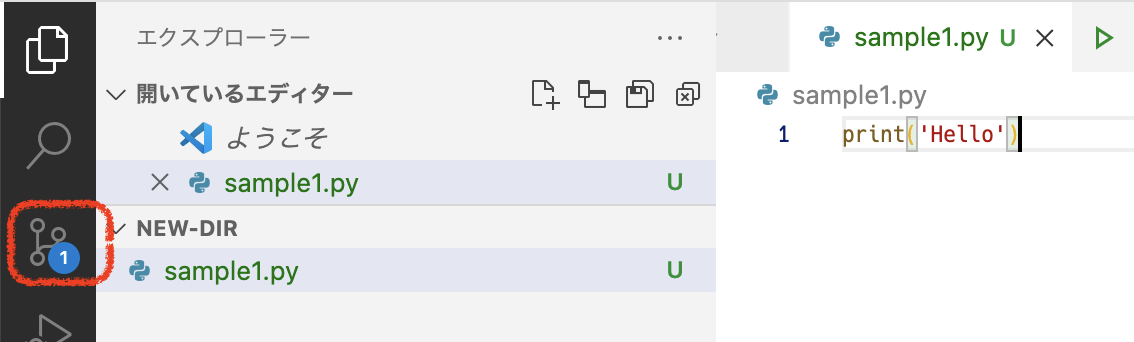 エクスプローラー
開いているエディター
ようこそ
sample1.py U
NEW-DIR
sample1.py U
1
sample1.py U
sample1.py
1 print('Hello')